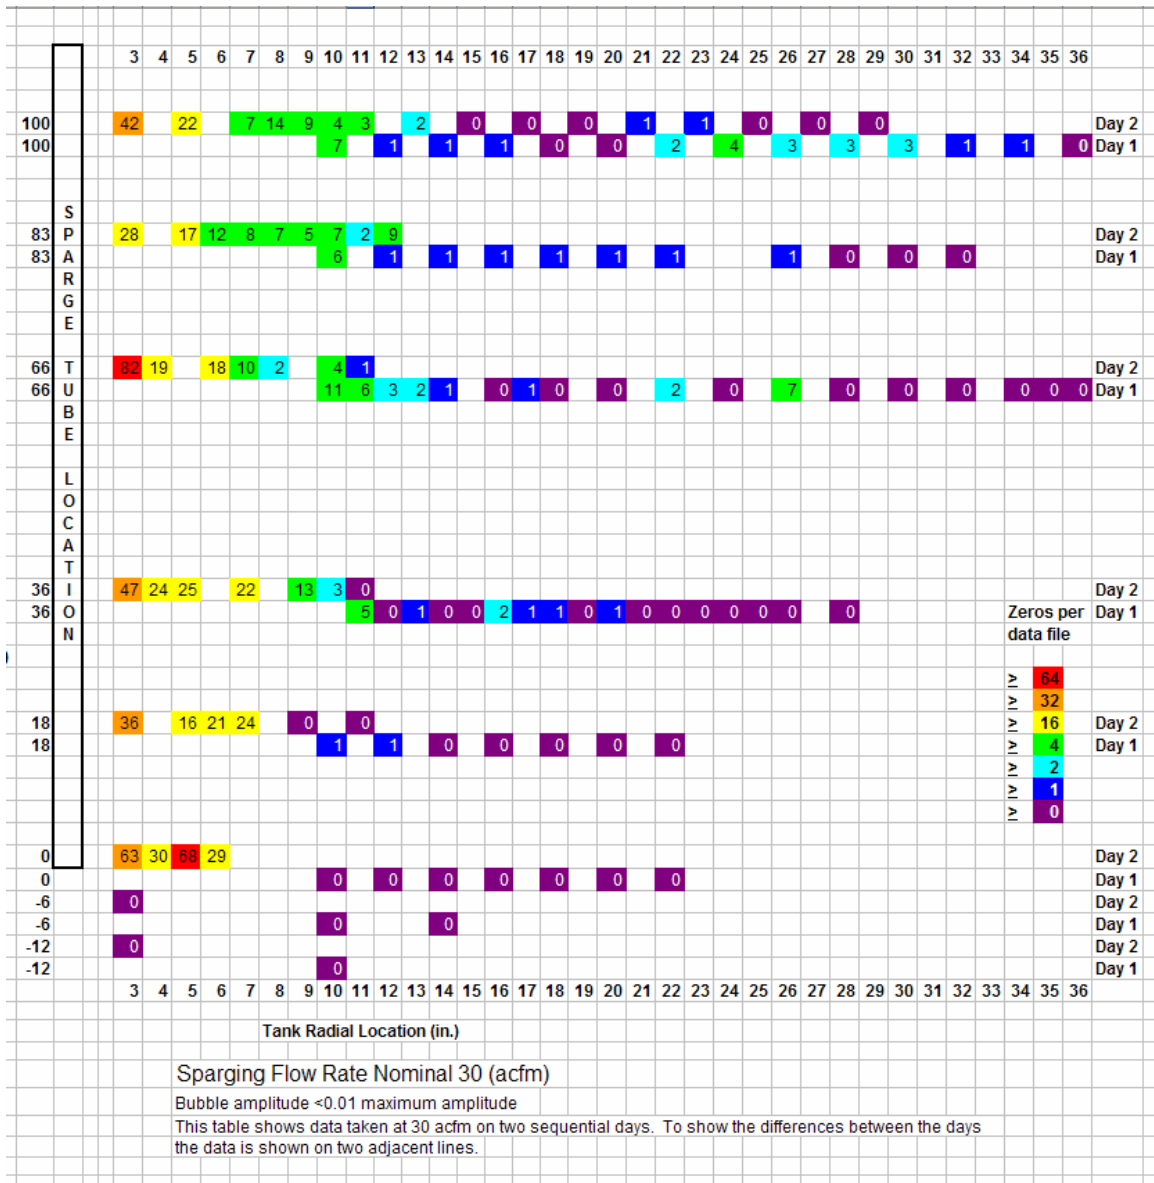 3 4 5 6 7 8 9 10 11 12 13 14 15 16 17 18 19 20 21 22 23 24 25 26 27 28 29 30 31 32 33 34 35 36
100 42 22 7 14 9 4 3 2 0 0 0 1 1 0 0 0 Day 2
100 7 1 1 1 0 0 2 4 3 3 3 1 1 0 Day 1
SPARGE TUBE LOCATION
83 28 17 12 8 7 5 7 2 9 Day 2
83 6 1 1 1 1 1 1 1 0 0 0 Day 1
66 82 19 18 10 2 4 1 Day 2
66 11 6 3 2 1 0 1 0 0 2 0 7 0 0 0 0 0 0 Day 1
36 47 24 25 22 13 3 0 Day 2
36 5 0 1 0 0 2 1 1 0 1 0 0 0 0 0 0 0 Zeros per Day 1
data file
≥ 64
≥ 32
18 36 16 21 24 0 0 ≥ 16 Day 2
18 1 1 0 0 0 0 0 ≥ 4 Day 1
≥ 2
≥ 1
≥ 0
0 63 30 68 29 Day 2
0 0 0 0 0 0 0 0 Day 1
-6 0 Day 2
-6 0 0 Day 1
-12 0 Day 2
-12 0 Day 1
3 4 5 6 7 8 9 10 11 12 13 14 15 16 17 18 19 20 21 22 23 24 25 26 27 28 29 30 31 32 33 34 35 36
Tank Radial Location (in.)
Sparging Flow Rate Nominal 30 (acfm)
Bubble amplitude <0.01 maximum amplitude
This table shows data taken at 30 acfm on two sequential days. To show the differences between the days
the data is shown on two adjacent lines.